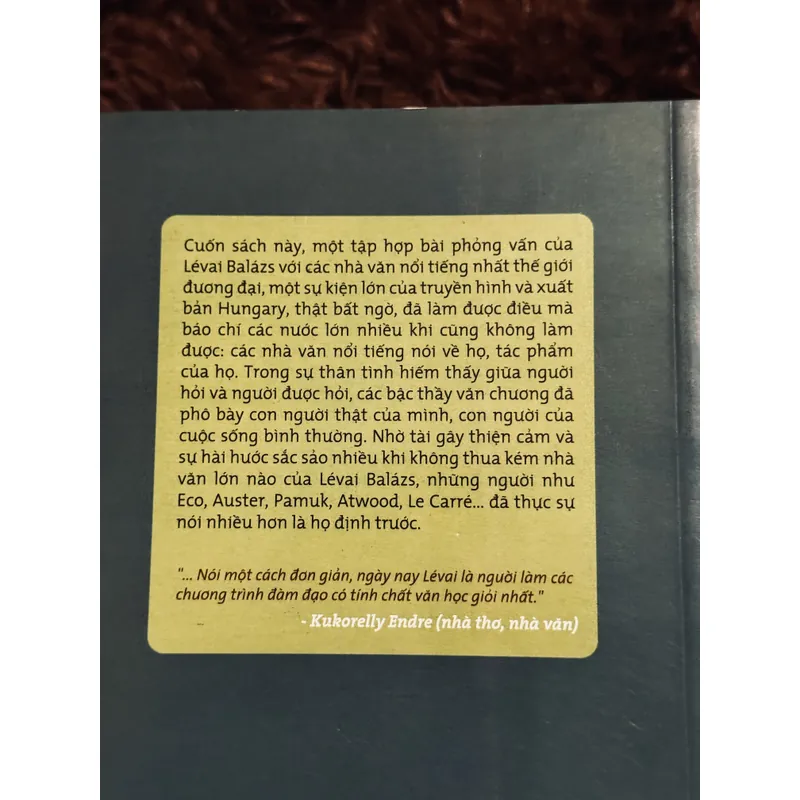 Cuốn sách này, một tập hợp bài phỏng vấn của
Lévai Balázs với các nhà văn nổi tiếng nhất thế giới
đương đại, một sự kiện lớn của truyền hình và xuất
bản Hungary, thật bất ngờ, đã làm được điều mà
báo chí các nước lớn nhiều khi cũng không làm
được: các nhà văn nổi tiếng nói về họ, tác phẩm
của họ. Trong sự thân tình hiếm thấy giữa người
hỏi và người được hỏi, các bậc thầy văn chương đã
phô bày con người thật của mình, con người của
cuộc sống bình thường. Nhờ tài gây thiện cảm và
sự hài hước sắc sảo nhiều khi không thua kém nhà
văn lớn nào của Lévai Balázs, những người như
Eco, Auster, Pamuk, Atwood, Le Carré... đã thực sự
nói nhiều hơn là họ định trước.
"... Nói một cách đơn giản, ngày nay Lévai là người làm các
chương trình đàm đạo có tính chất văn học giỏi nhất."
- Kukorelly Endre (nhà thơ, nhà văn)